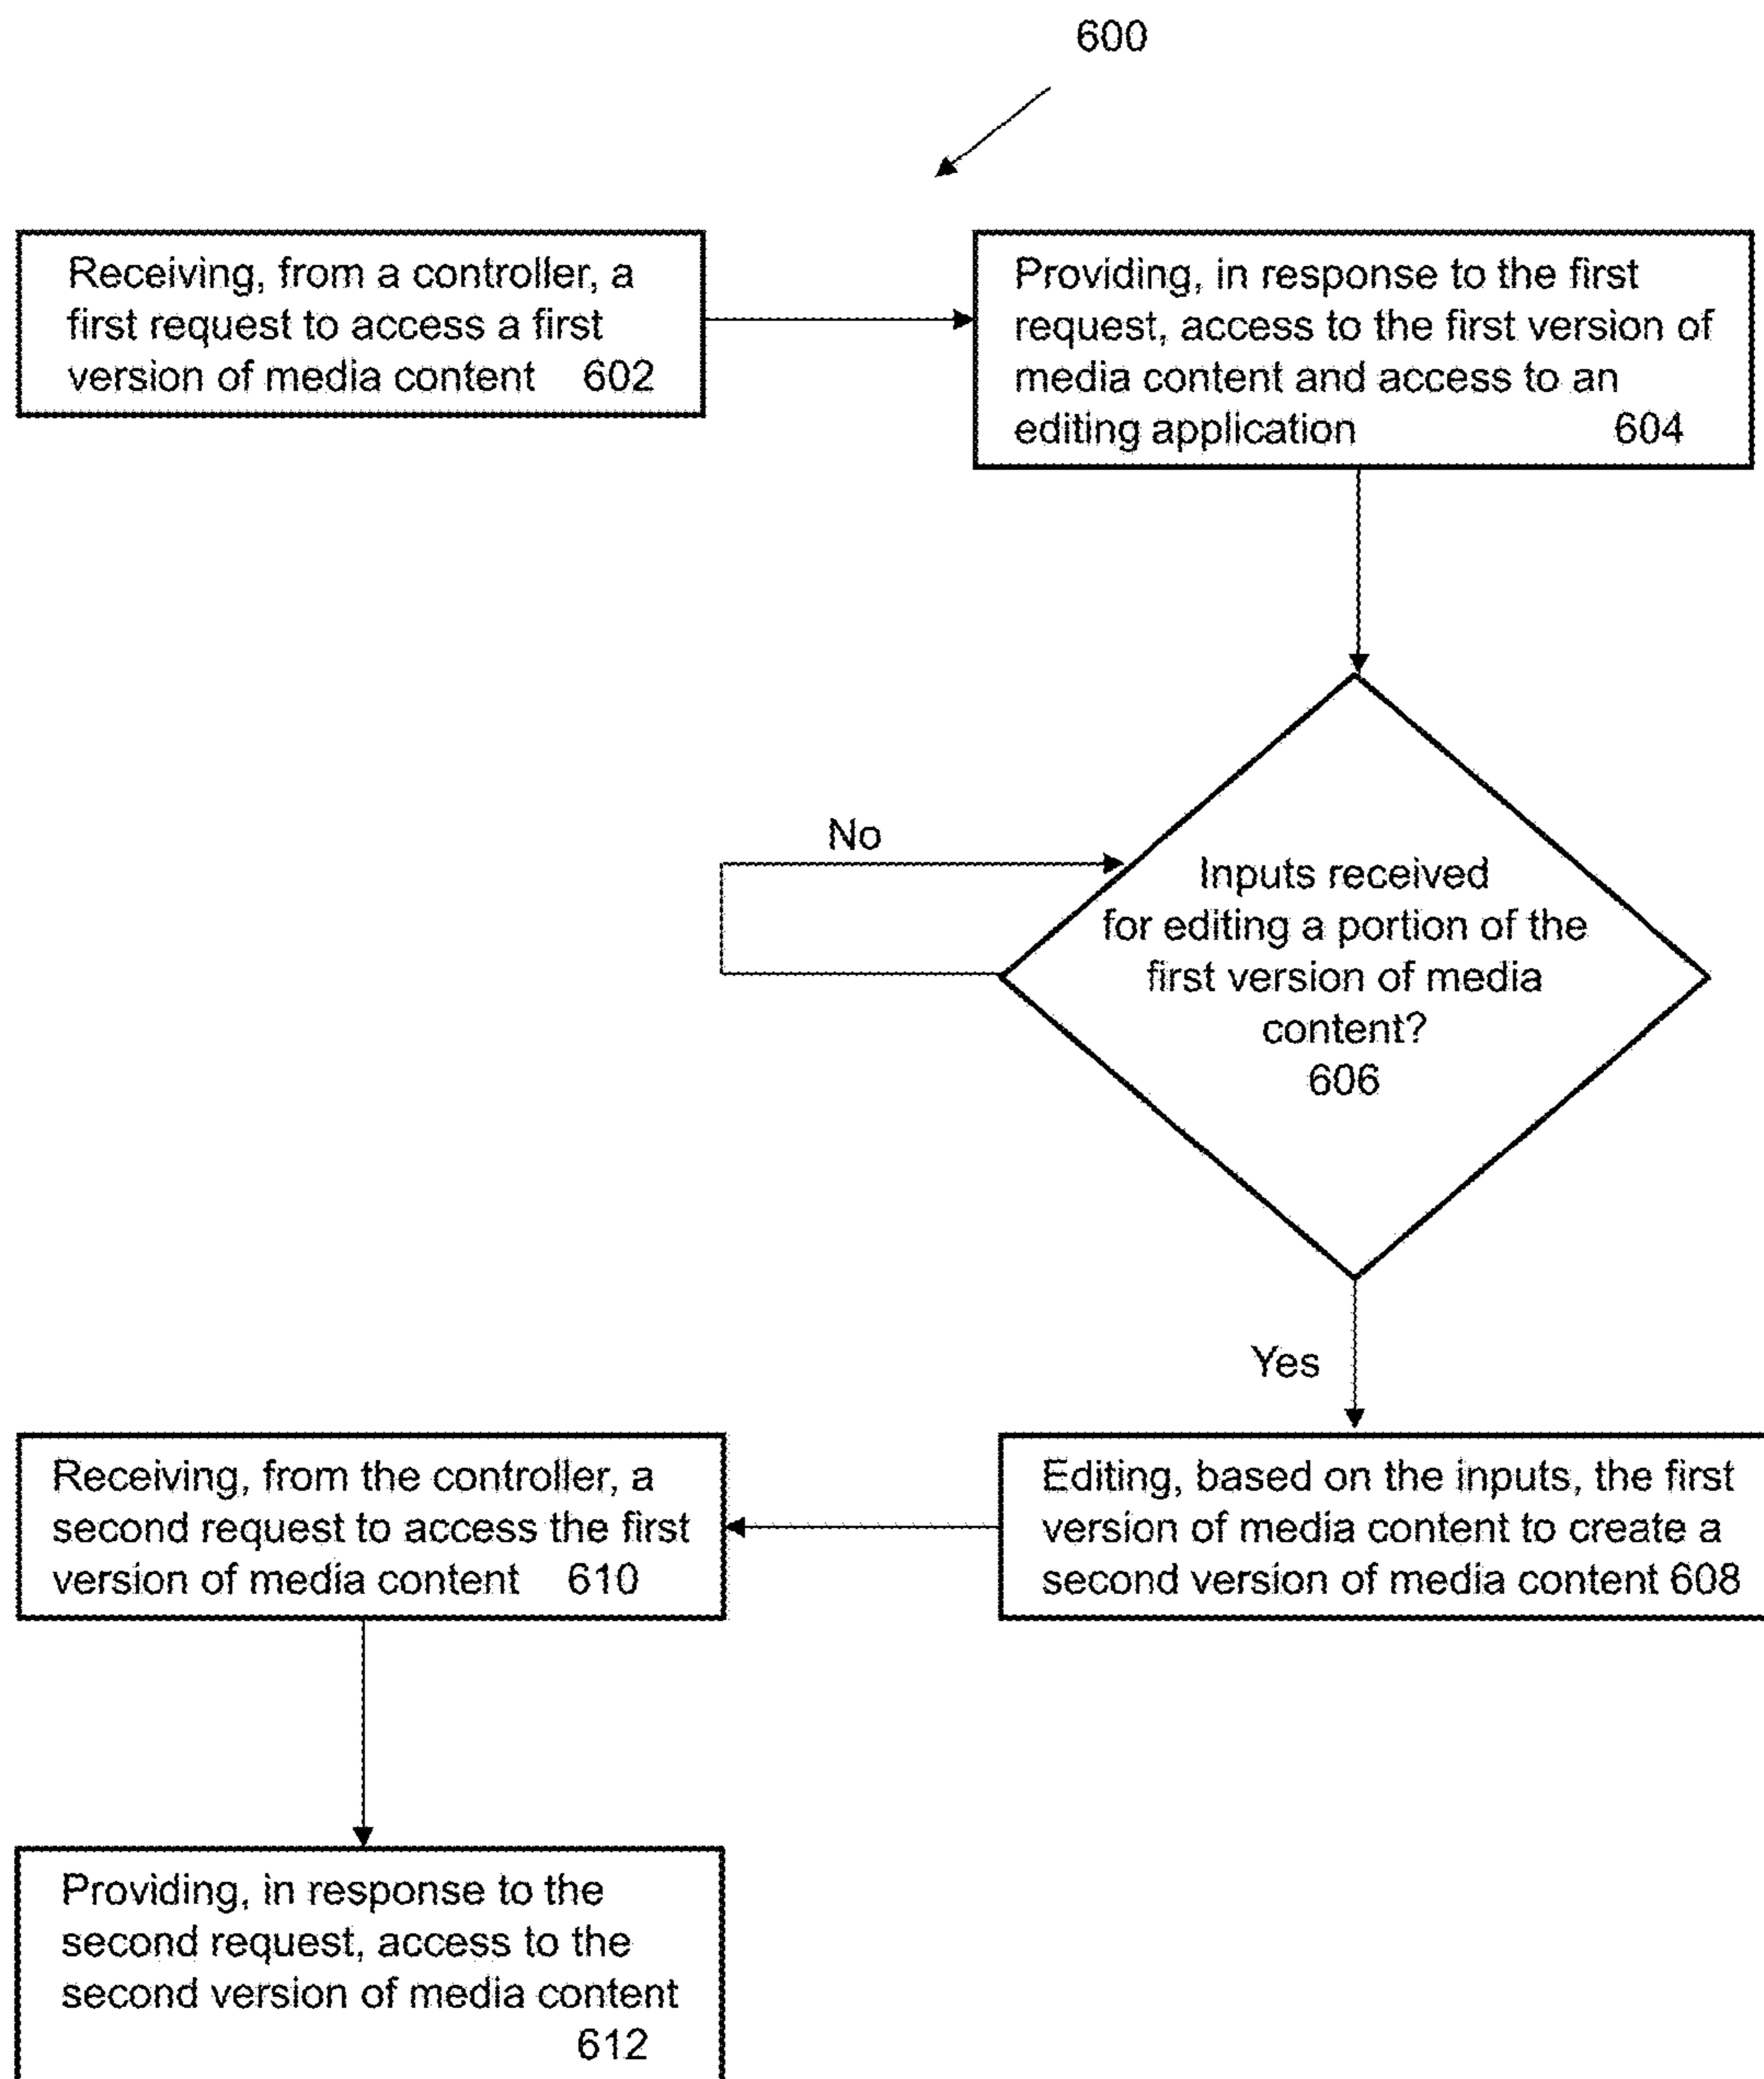 600
Receiving, from a controller, a
first request to access a first
version of media content 602
Providing, in response to the first
request, access to the first version of
media content and access to an
editing application 604
No
Inputs received
for editing a portion of the
first version of media
content?
606
Yes
Editing, based on the inputs, the first
version of media content to create a
second version of media content 608
Receiving, from the controller, a
second request to access the first
version of media content 610
Providing, in response to the
second request, access to the
second version of media content
612